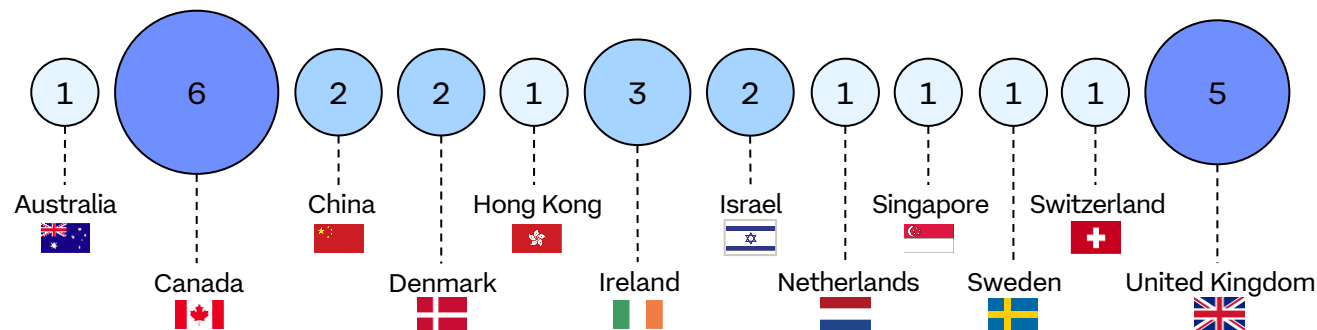 1
6
2
2
1
3
2
1
1
1
1
5
Australia
China
Hong Kong
Israel
Singapore
Switzerland
Canada
Denmark
Ireland
Netherlands
Sweden
United Kingdom